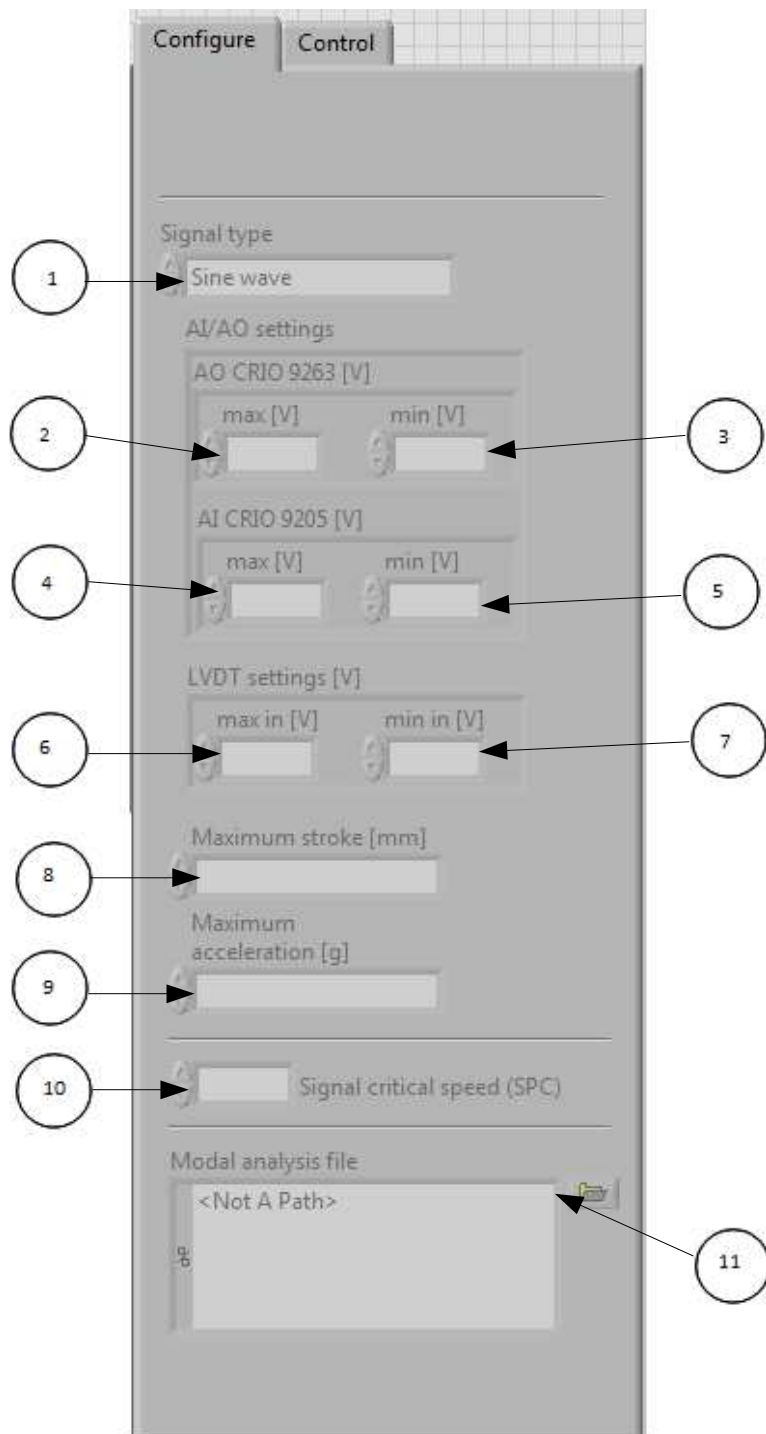 Configure Control
Signal type
1 Sine wave
AI/AO settings
AO CRIO 9263 [V]
max [V] min [V]
2 3
AI CRIO 9205 [V]
max [V] min [V]
4 5
LVDT settings [V]
max in [V] min in [V]
6 7
Maximum stroke [mm]
8
Maximum
acceleration [g]
9
10 Signal critical speed (SPC)
Modal analysis file
<Not A Path>
11